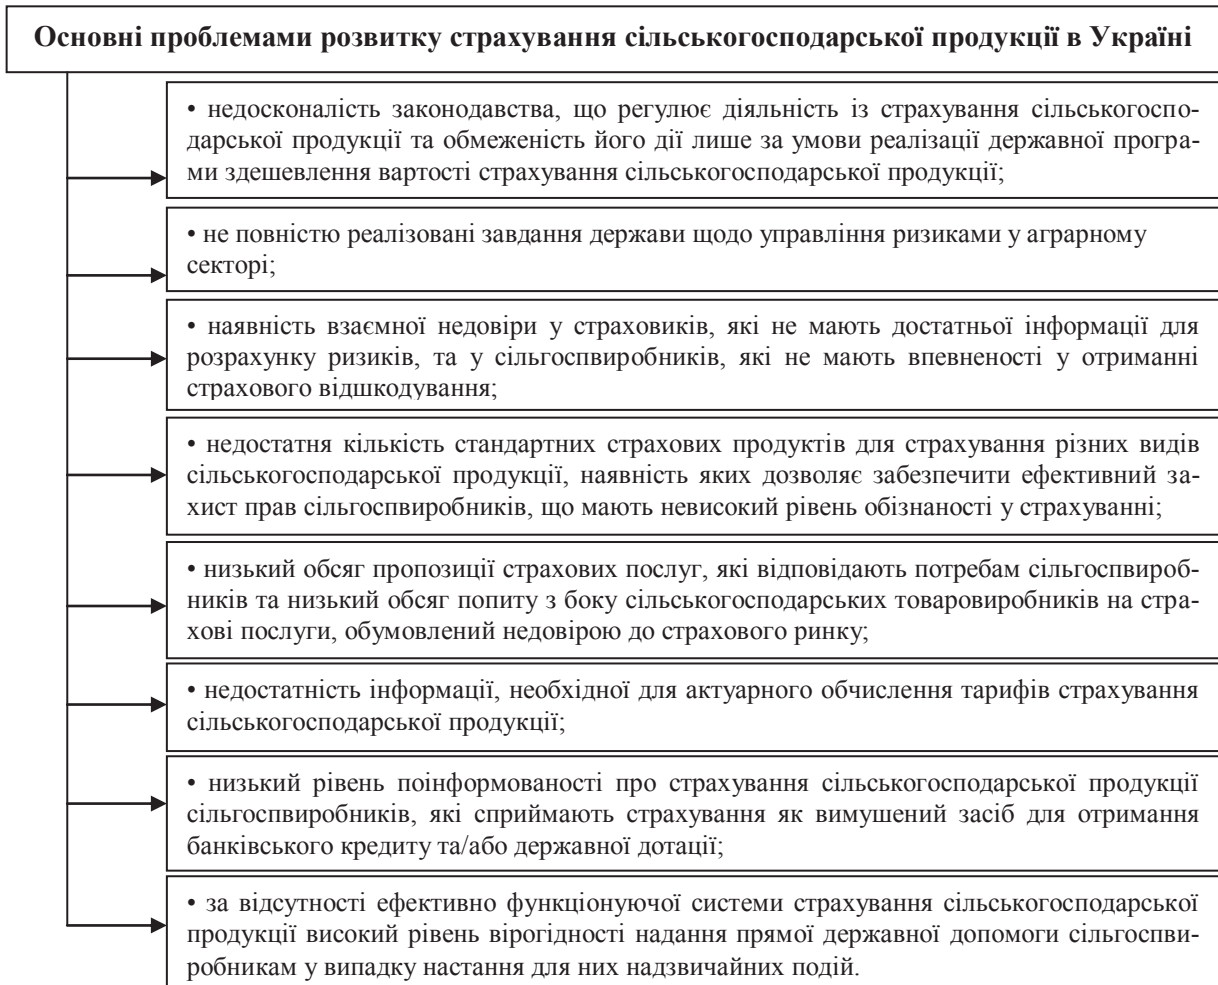 Основні проблемами розвитку страхування сільськогосподарської продукції в Україні
• недосконалість законодавства, що регулює діяльність із страхування сільськогоспо-
дарської продукції та обмеженість його дії лише за умови реалізації державної програ-
ми здешевлення вартості страхування сільськогосподарської продукції;
• не повністю реалізовані завдання держави щодо управління ризиками у аграрному
секторі;
• наявність взаємної недовіри у страховиків, які не мають достатньої інформації для
розрахунку ризиків, та у сільгоспвиробників, які не мають впевненості у отриманні
страхового відшкодування;
• недостатня кількість стандартних страхових продуктів для страхування різних видів
сільськогосподарської продукції, наявність яких дозволяє забезпечити ефективний за-
хист прав сільгоспвиробників, що мають невисокий рівень обізнаності у страхуванні;
• низький обсяг пропозиції страхових послуг, які відповідають потребам сільгоспвироб-
ників та низький обсяг попиту з боку сільськогосподарських товаровиробників на стра-
хові послуги, обумовлений недовірою до страхового ринку;
• недостатність інформації, необхідної для актуарного обчислення тарифів страхування
сільськогосподарської продукції;
• низький рівень поінформованості про страхування сільськогосподарської продукції
сільгоспвиробників, які сприймають страхування як вимушений засіб для отримання
банківського кредиту та/або державної дотації;
• за відсутності ефективно функціонуючої системи страхування сільськогосподарської
продукції високий рівень вірогідності надання прямої державної допомоги сільгоспви-
робникам у випадку настання для них надзвичайних подій.